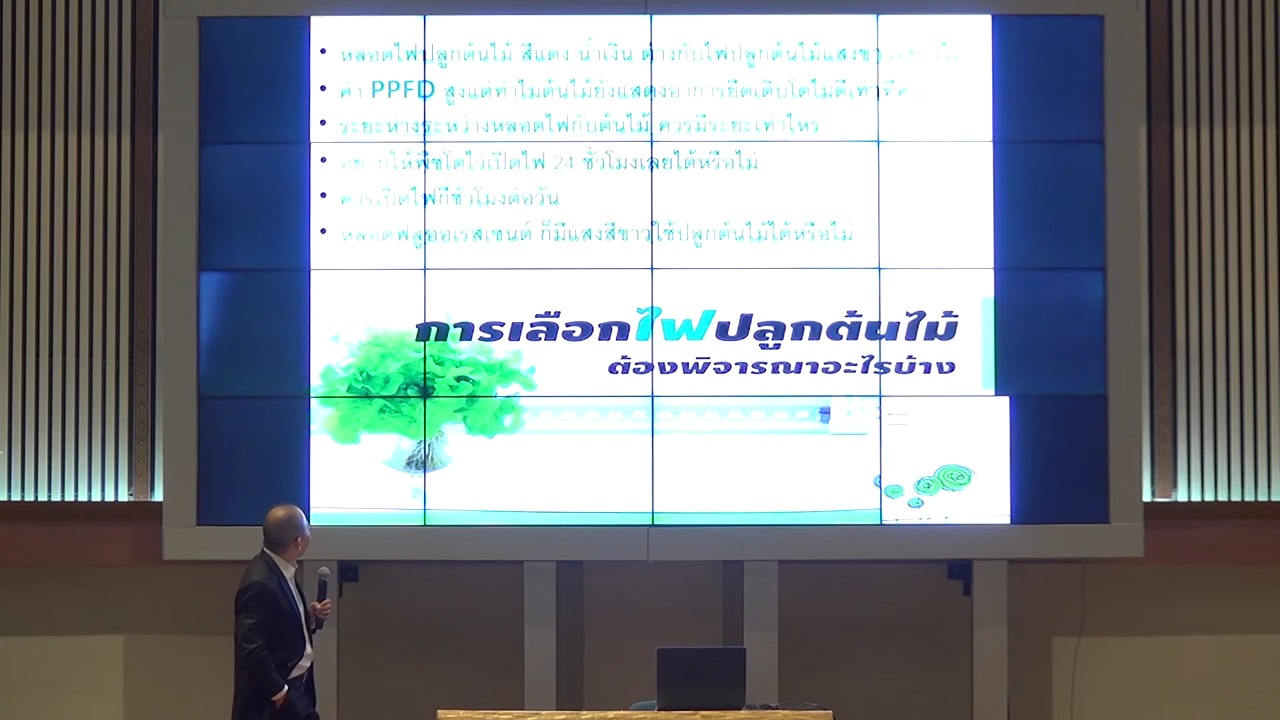 หลอดไฟปลูกต้นไม้ สีแดง น้ำเงิน ต่างกับไฟปลูกต้นไม้แสงขาว
ค่า PPFD สูงแต่ทำไมต้นไม้ยังแสดงอาการยืดเติบโตไม่ดีเท่าที่
ระยะห่างระหว่างหลอดไฟกับต้นไม้ ควรมีระยะเท่าไหร่
อยากให้พืชโตไวเปิดไฟ 24 ชั่วโมงเลยได้หรือไม่
ควรเปิดไฟกี่ชั่วโมงต่อวัน
หลอดฟลูออเรสเซนต์ ก็มีแสงสีขาวใช้ปลูกต้นไม้ได้หรือไม่
การเลือกไฟปลูกต้นไม้
ต้องพิจารณาอะไรบ้าง